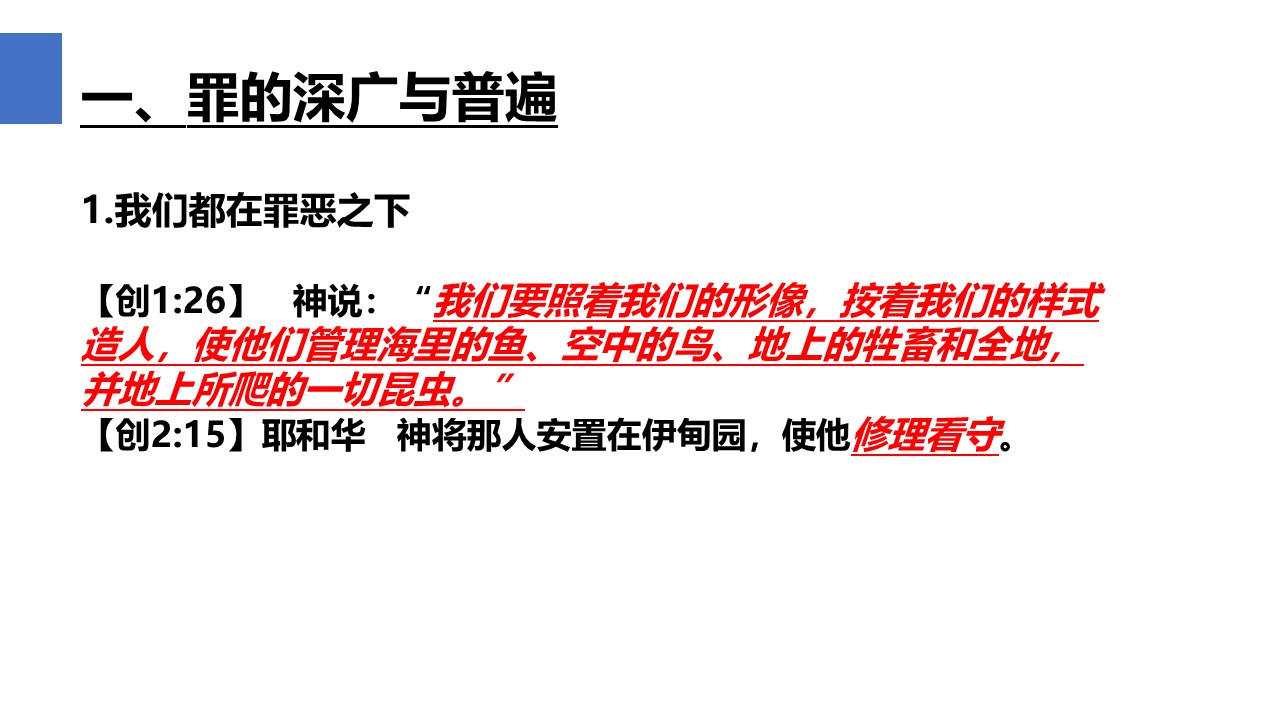 一、罪的深广与普遍
1.我们都在罪恶之下
【创1:26】 神说：“我们要照着我们的形像，按着我们的样式
造人，使他们管理海里的鱼、空中的鸟、地上的牲畜和全地，
并地上所爬的一切昆虫。”
【创2:15】耶和华 神将那人安置在伊甸园，使他修理看守。